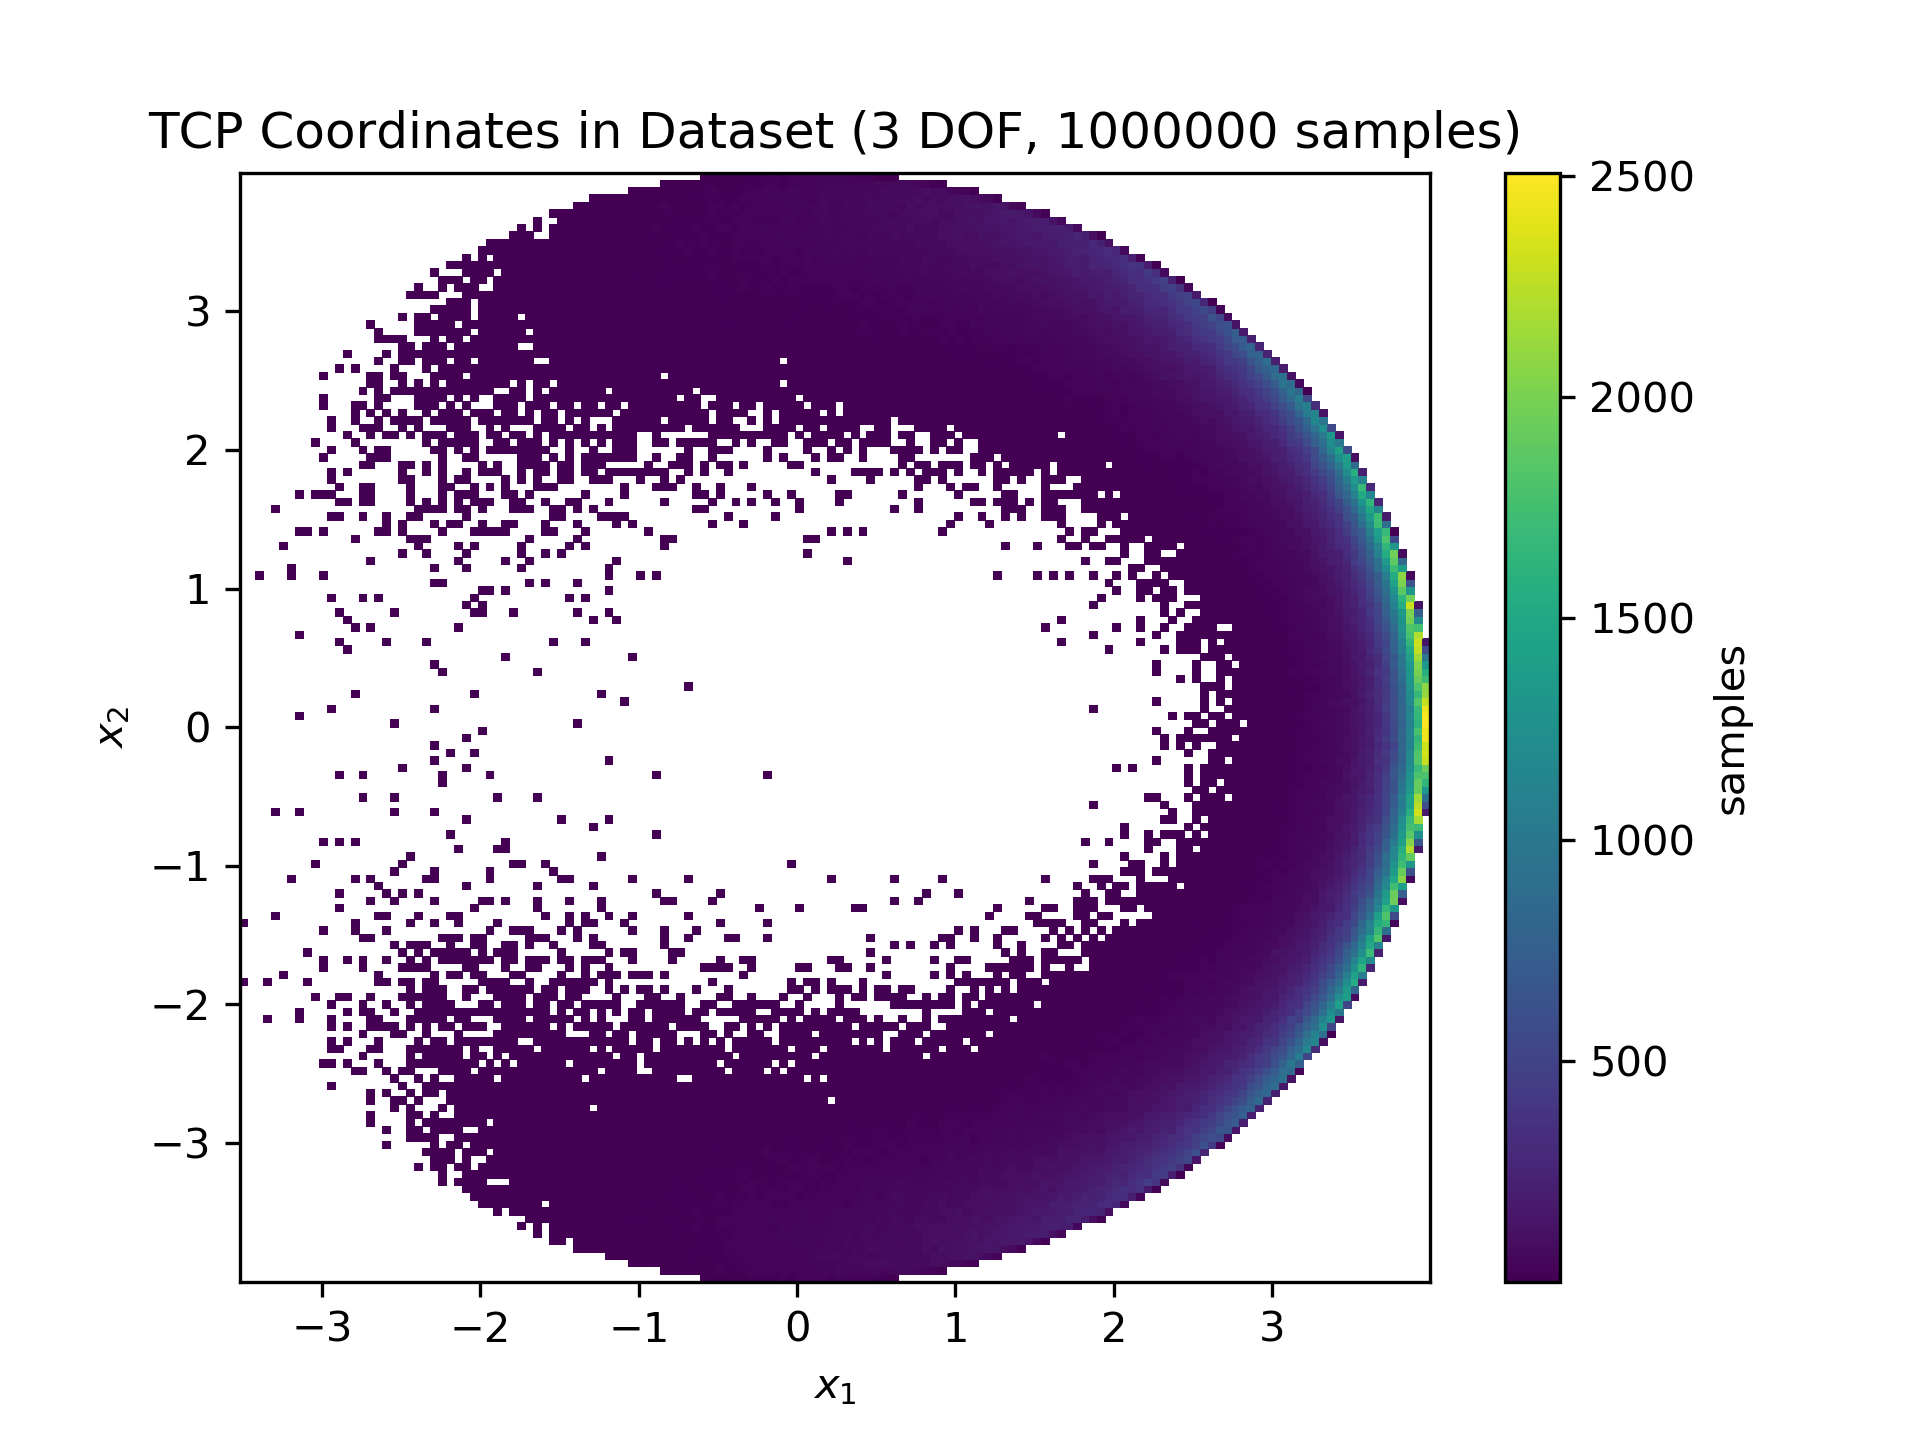 TCP Coordinates in Dataset (3 DOF, 1000000 samples)
2500
2000
1500
1000
500
samples
3
2
1
0
−1
−2
−3
x₂
−3 −2 −1 0 1 2 3
x₁